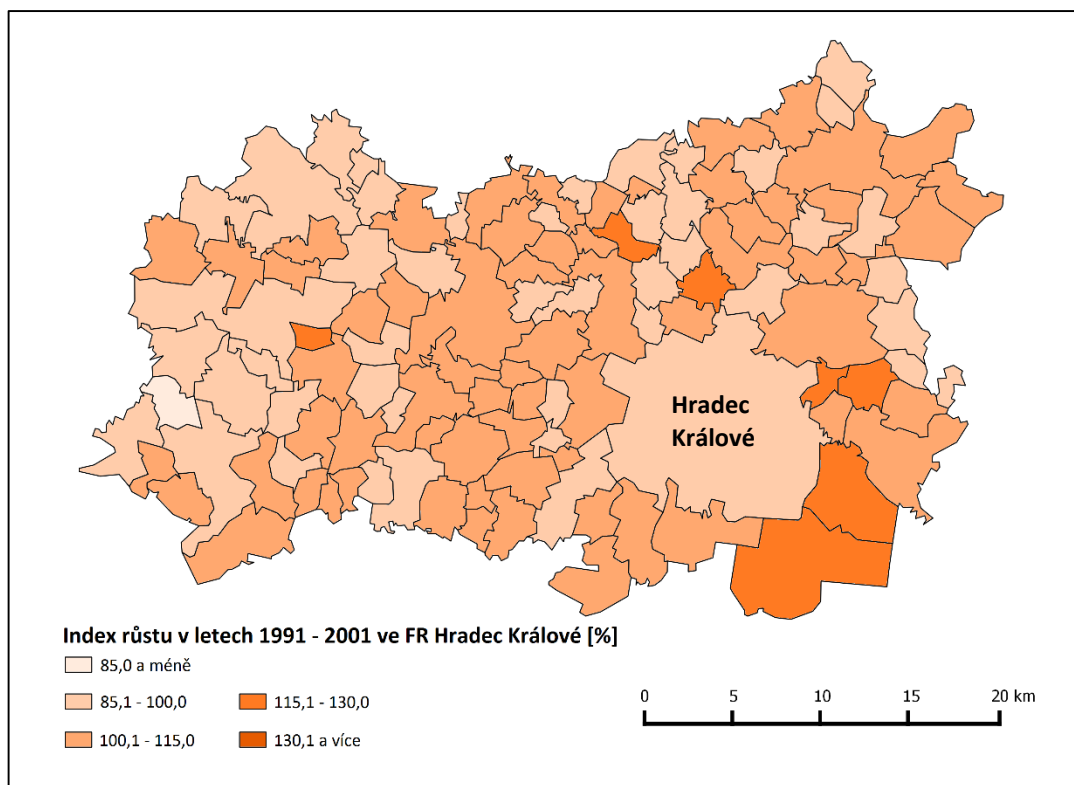 Hradec
Králové
Index růstu v letech 1991 - 2001 ve FR Hradec Králové [%]
85,0 a méně
85,1 - 100,0
115,1 - 130,0
100,1 - 115,0
130,1 a více
0 5 10 15 20 km